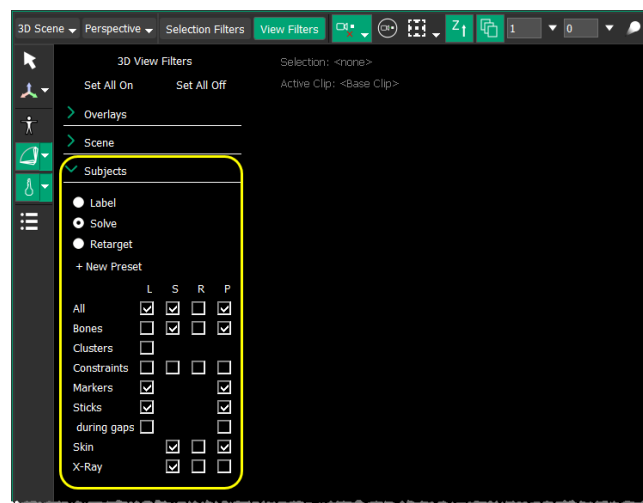 3D Scene Perspective Selection Filters View Filters Z 1 0
3D View Filters
Selection: <none>
Set All On Set All Off
Active Clip: <Base Clip>
Overlays
Scene
Subjects
Label
Solve
Retarget
+ New Preset
L S R P
All
Bones
Clusters
Constraints
Markers
Sticks
during gaps
Skin
X-Ray